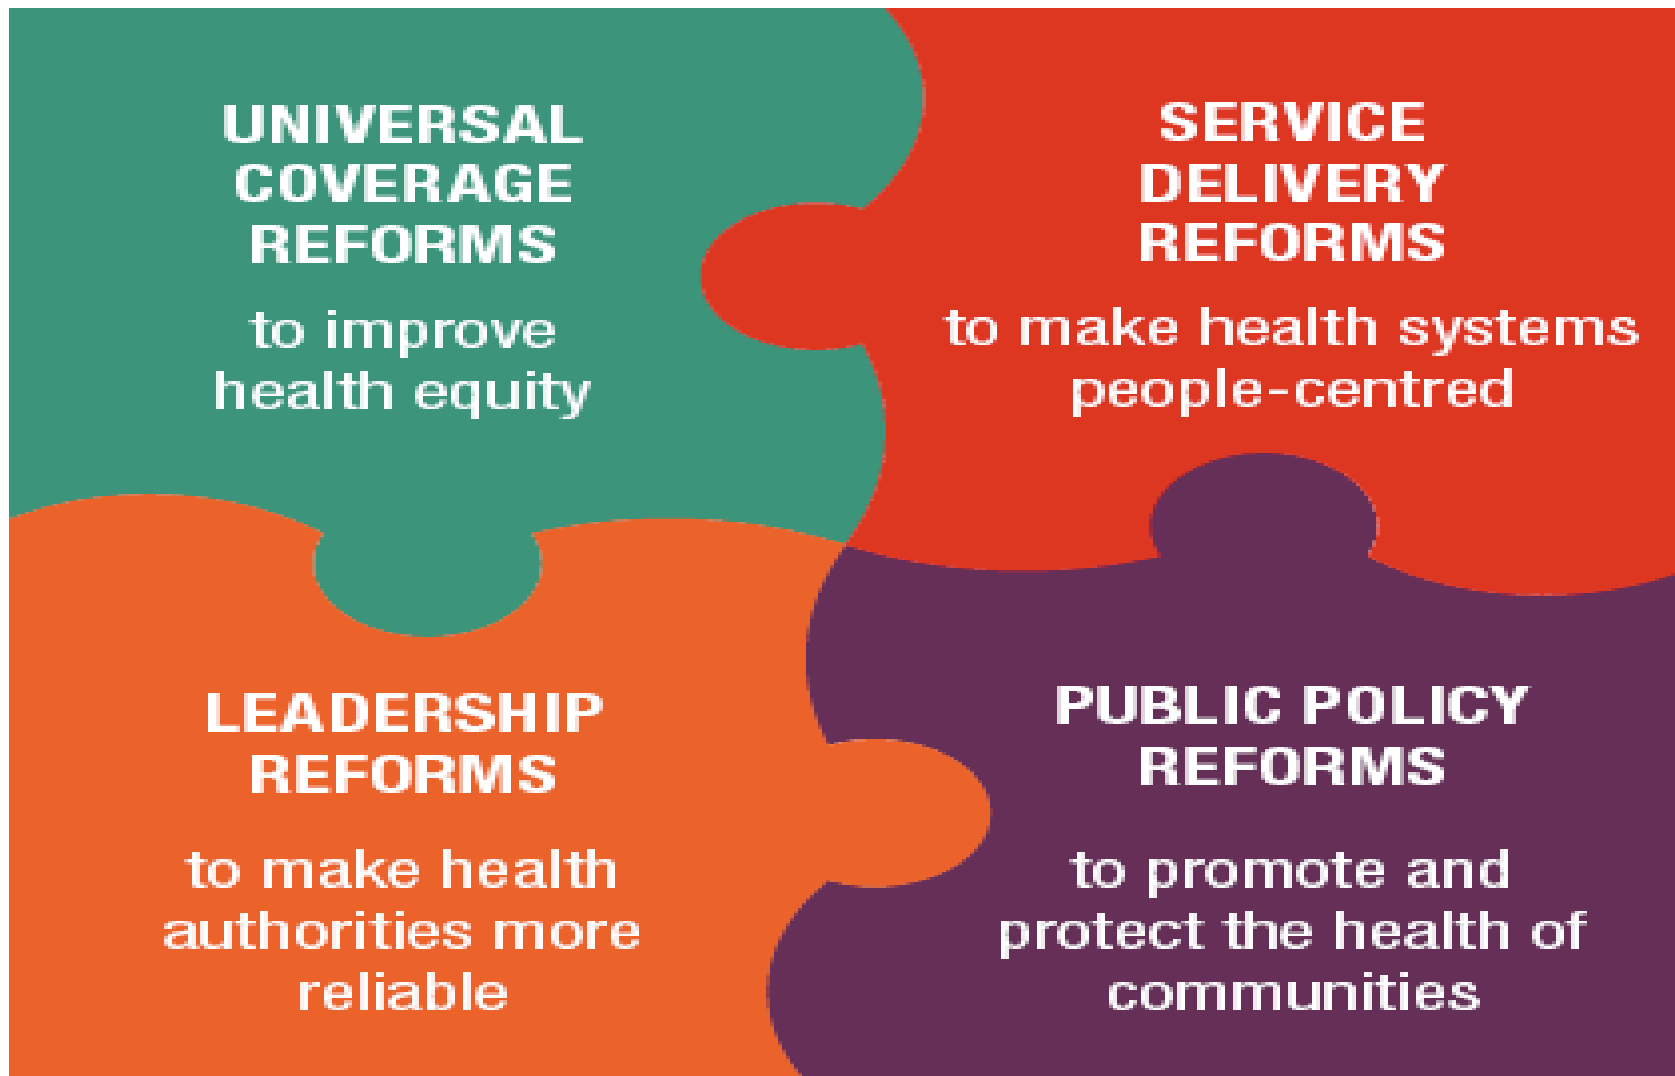 UNIVERSAL
COVERAGE
REFORMS
to improve
health equity
SERVICE
DELIVERY
REFORMS
to make health systems
people-centred
LEADERSHIP
REFORMS
to make health
authorities more
reliable
PUBLIC POLICY
REFORMS
to promote and
protect the health of
communities